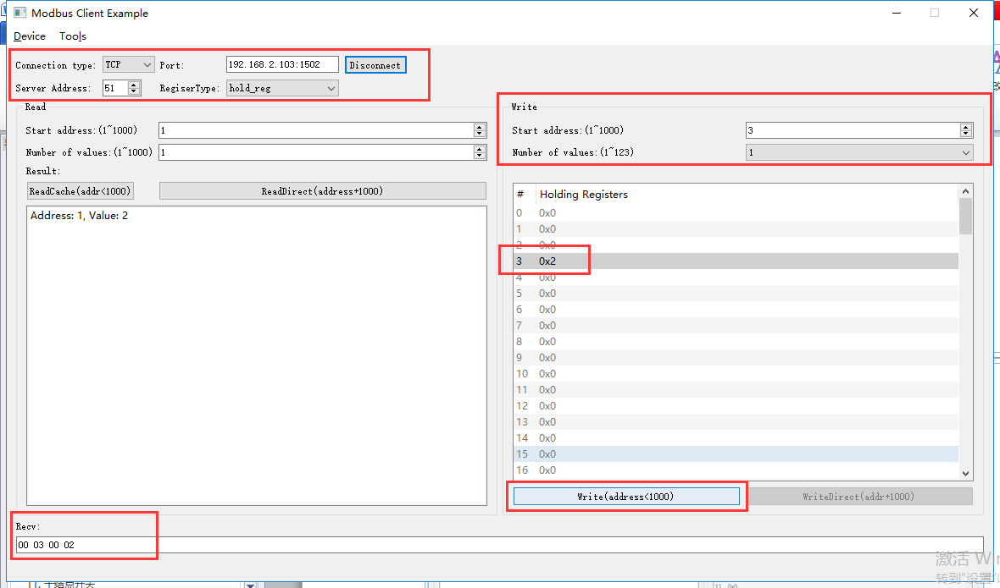 Modbus Client Example
Device Tools
Connection type: TCP Port: 192.168.2.103:1502 Disconnect
Server Address: 51 RegiserType: hold_reg
Read
Start address:(1~1000) 1
Number of values:(1~1000) 1
Result:
ReadCache(addr<1000) ReadDirect(address+1000)
Address: 1, Value: 2
Write
Start address:(1~1000) 3
Number of values:(1~123) 1
# Holding Registers
0 0x0
1 0x0
2 0x0
3 0x2
4 0x0
5 0x0
6 0x0
7 0x0
8 0x0
9 0x0
10 0x0
11 0x0
12 0x0
13 0x0
14 0x0
15 0x0
16 0x0
Write(address<1000) WriteDirect(addr+1000)
Recv:
00 03 00 02
激活 Win
转到"设置"